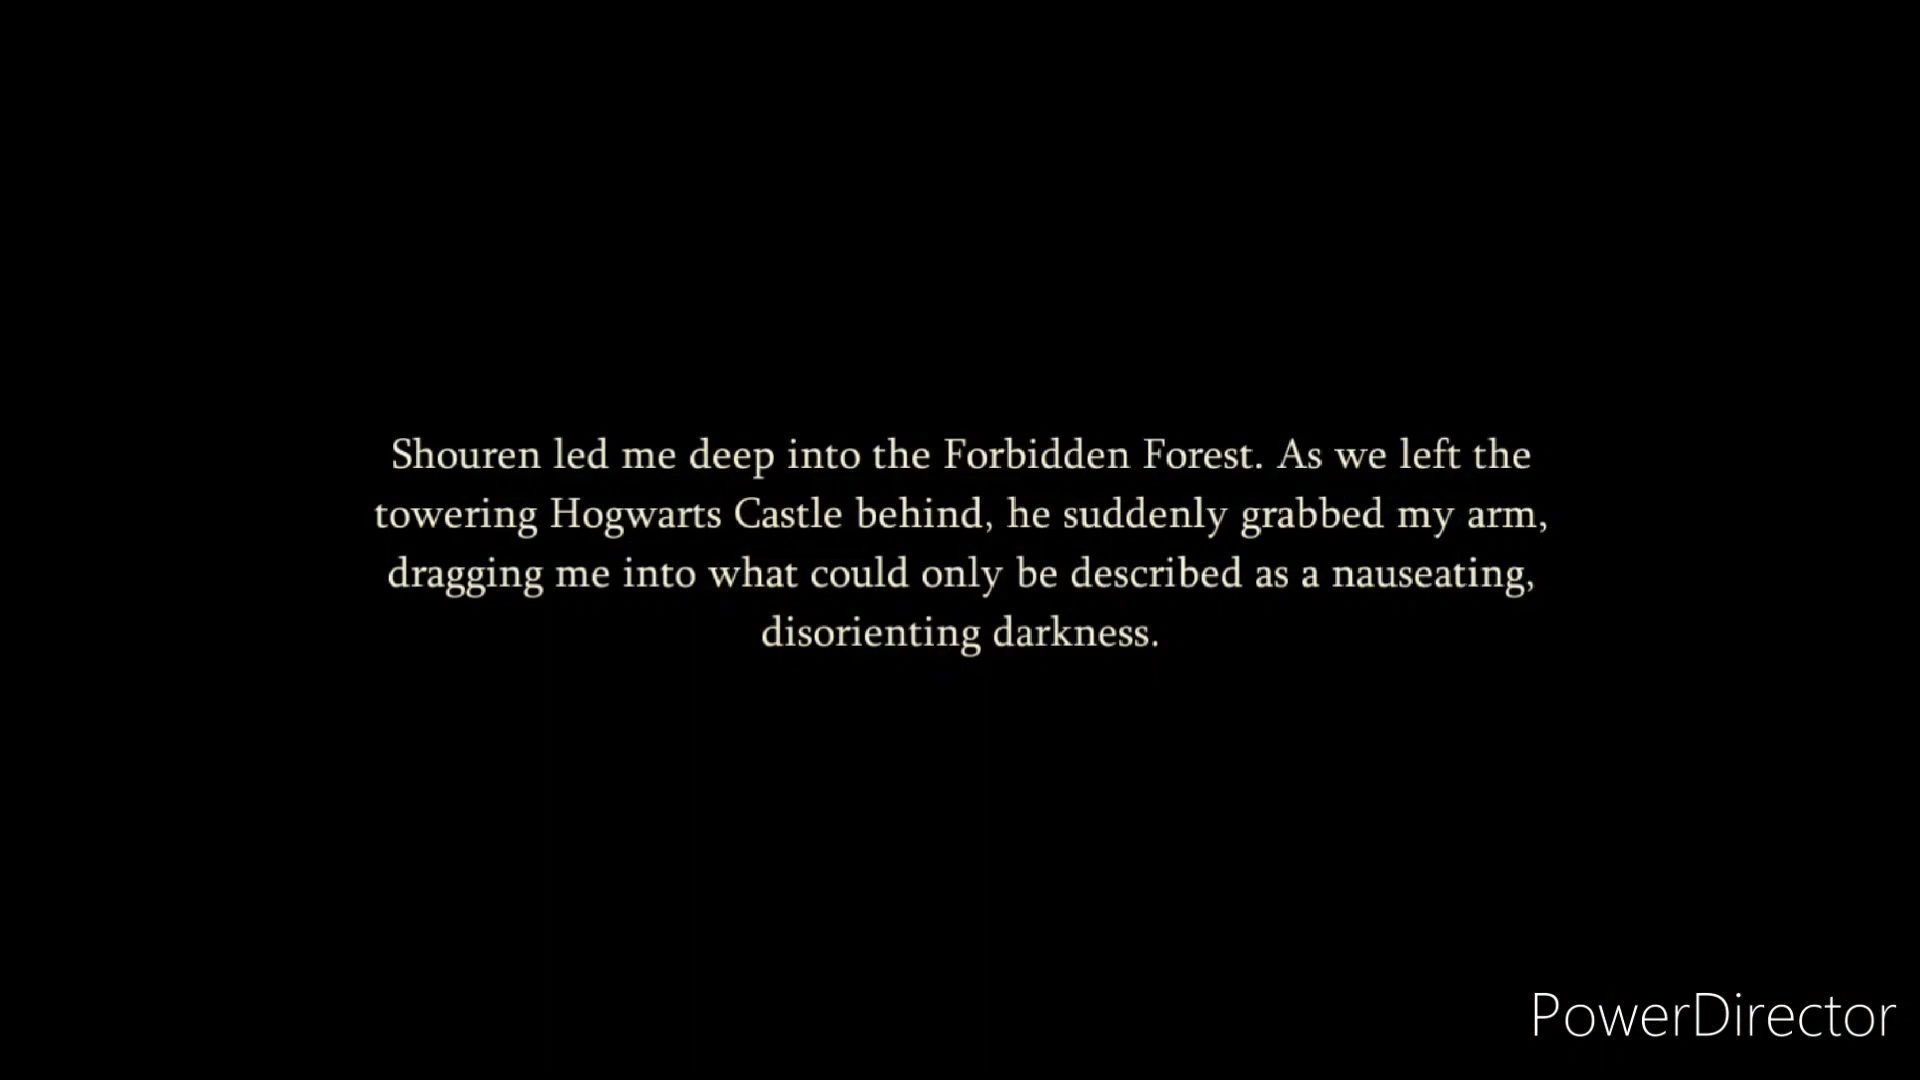 Shouren led me deep into the Forbidden Forest. As we left the
towering Hogwarts Castle behind, he suddenly grabbed my arm,
dragging me into what could only be described as a nauseating,
disorienting darkness.
PowerDirector